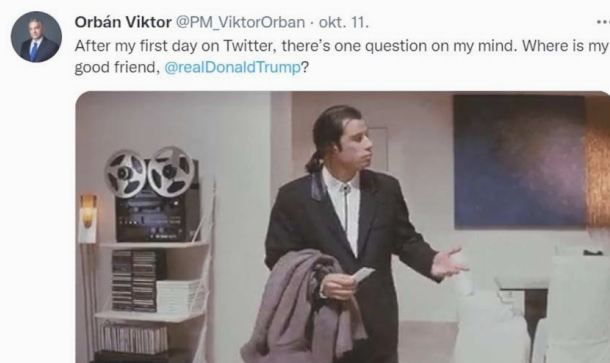 Orbán Viktor @PM_ViktorOrban · okt. 11.
After my first day on Twitter, there's one question on my mind. Where is my
good friend, @realDonaldTrump?